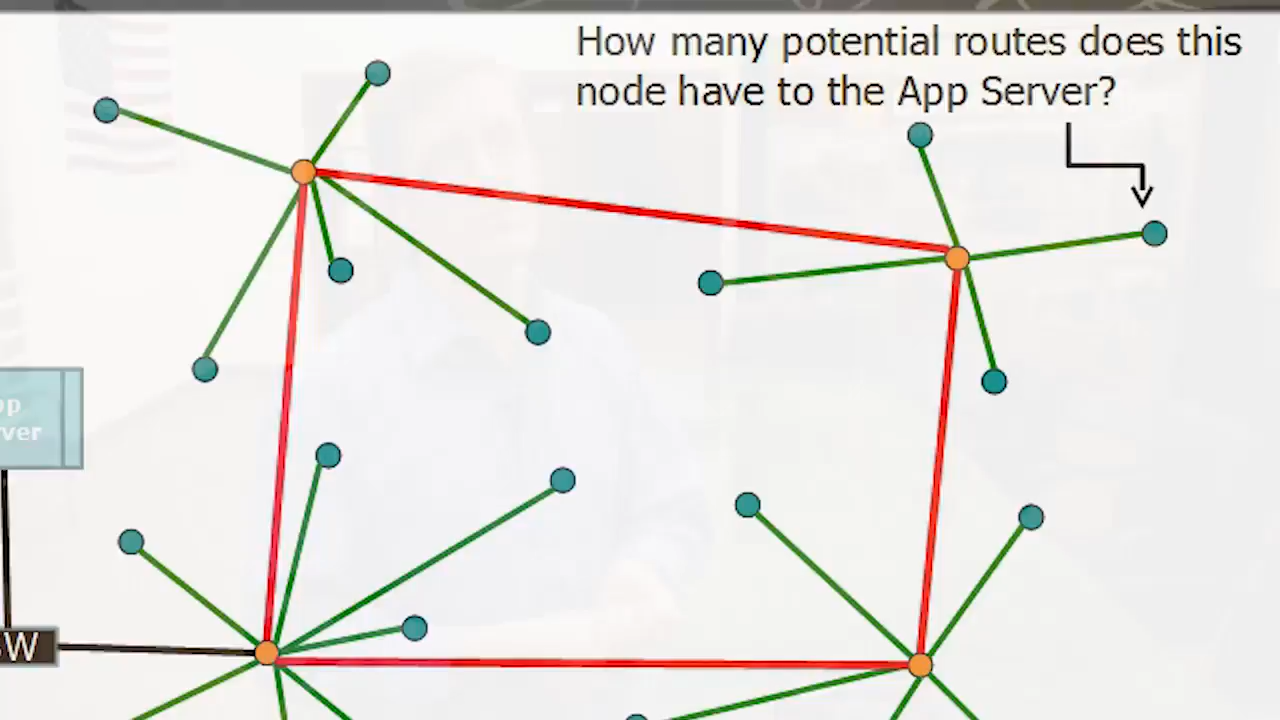 How many potential routes does this
node have to the App Server?